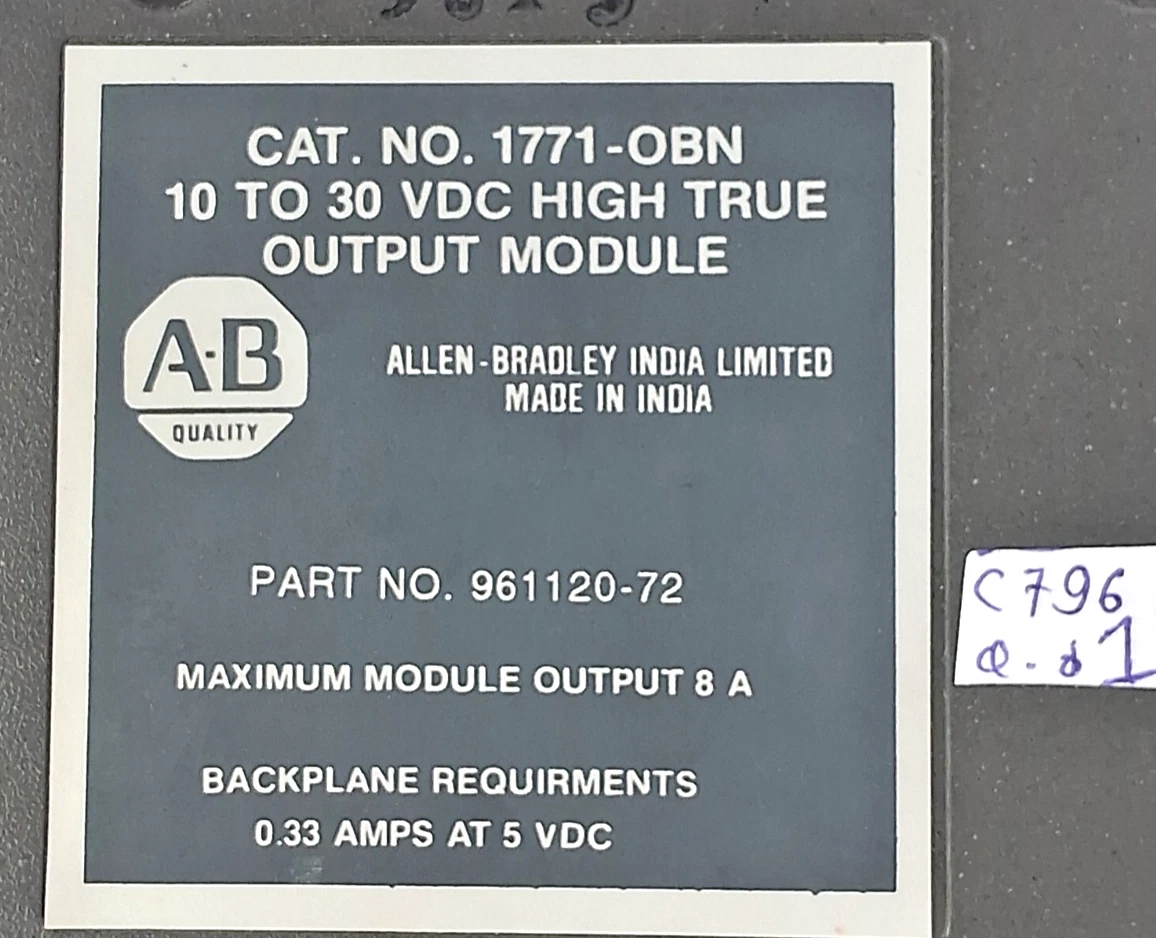 CAT. NO. 1771-OBN
10 TO 30 VDC HIGH TRUE
OUTPUT MODULE
A-B
QUALITY
ALLEN-BRADLEY INDIA LIMITED
MADE IN INDIA
PART NO. 961120-72
MAXIMUM MODULE OUTPUT 8 A
BACKPLANE REQUIRMENTS
0.33 AMPS AT 5 VDC
C796
Q. 1